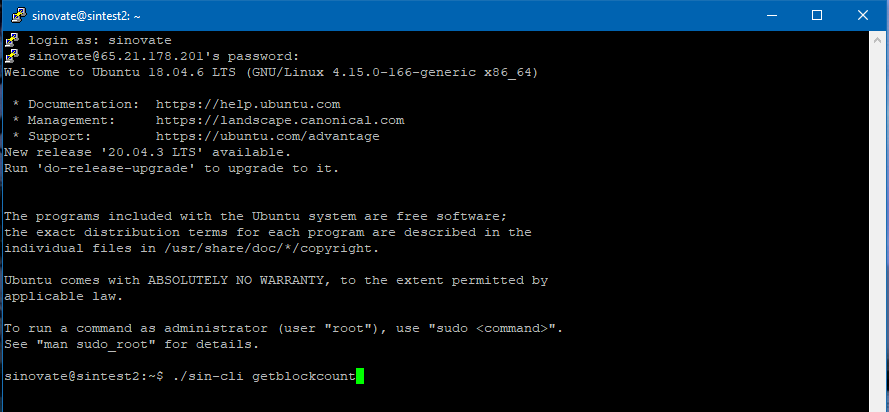 sinovate@sintest2: ~
login as: sinovate
sinovate@65.21.178.201's password:
Welcome to Ubuntu 18.04.6 LTS (GNU/Linux 4.15.0-166-generic x86_64)
* Documentation:  https://help.ubuntu.com
* Management:     https://landscape.canonical.com
* Support:        https://ubuntu.com/advantage
New release '20.04.3 LTS' available.
Run 'do-release-upgrade' to upgrade to it.
The programs included with the Ubuntu system are free software;
the exact distribution terms for each program are described in the
individual files in /usr/share/doc/*/copyright.
Ubuntu comes with ABSOLUTELY NO WARRANTY, to the extent permitted by
applicable law.
To run a command as administrator (user "root"), use "sudo <command>".
See "man sudo_root" for details.
sinovate@sintest2:~$ ./sin-cli getblockcount